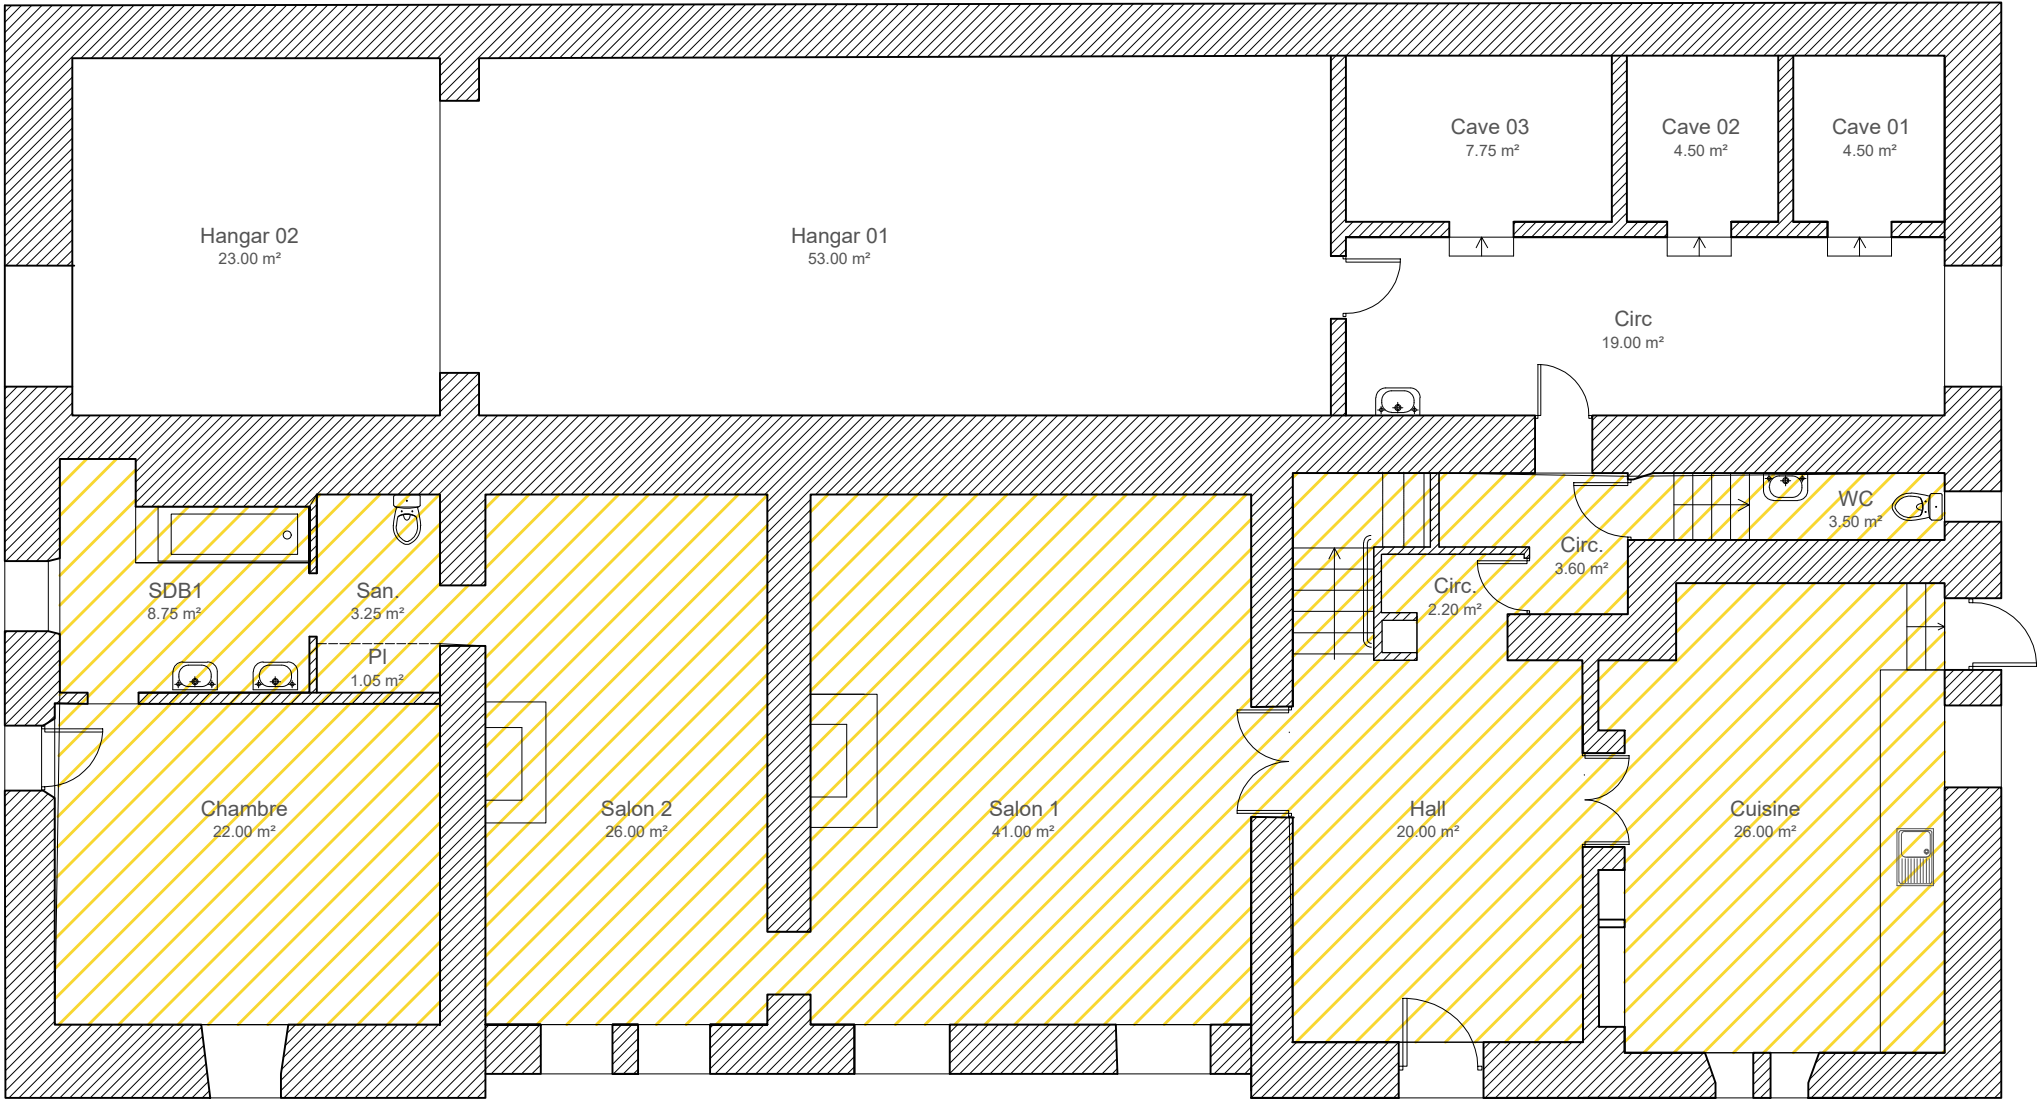 Cave 03
7.75 m²
Cave 02
4.50 m²
Cave 01
4.50 m²
Hangar 02
23.00 m²
Hangar 01
53.00 m²
Circ
19.00 m²
WC
3.50 m²
Circ.
3.60 m²
Circ.
2.20 m²
SDB1
8.75 m²
San.
3.25 m²
Pl
1.05 m²
Chambre
22.00 m²
Salon 2
26.00 m²
Salon 1
41.00 m²
Hall
20.00 m²
Cuisine
26.00 m²